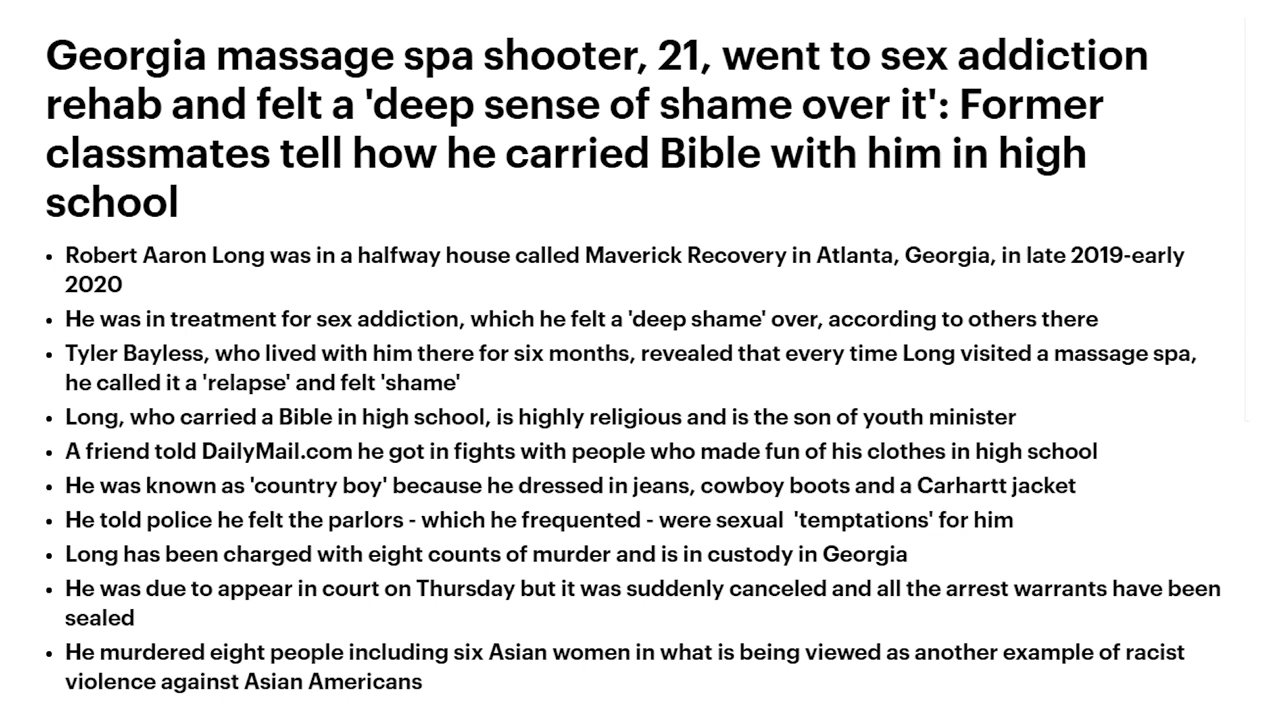 Georgia massage spa shooter, 21, went to sex addiction
rehab and felt a 'deep sense of shame over it': Former
classmates tell how he carried Bible with him in high
school
• Robert Aaron Long was in a halfway house called Maverick Recovery in Atlanta, Georgia, in late 2019-early
2020
• He was in treatment for sex addiction, which he felt a 'deep shame' over, according to others there
• Tyler Bayless, who lived with him there for six months, revealed that every time Long visited a massage spa,
he called it a 'relapse' and felt 'shame'
• Long, who carried a Bible in high school, is highly religious and is the son of youth minister
• A friend told DailyMail.com he got in fights with people who made fun of his clothes in high school
• He was known as 'country boy' because he dressed in jeans, cowboy boots and a Carhartt jacket
• He told police he felt the parlors - which he frequented - were sexual  'temptations' for him
• Long has been charged with eight counts of murder and is in custody in Georgia
• He was due to appear in court on Thursday but it was suddenly canceled and all the arrest warrants have been
sealed
• He murdered eight people including six Asian women in what is being viewed as another example of racist
violence against Asian Americans